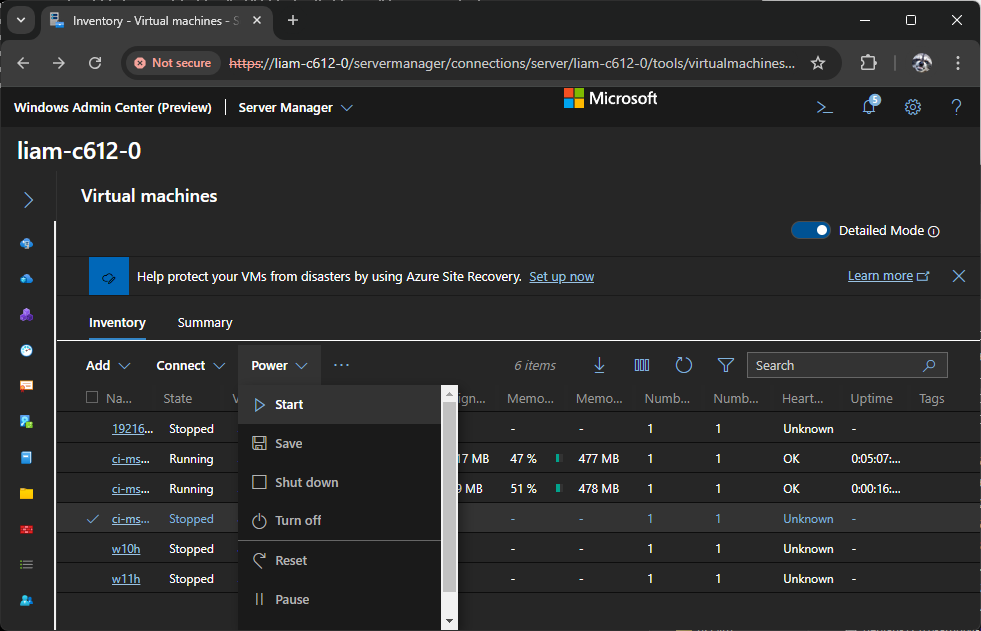 Inventory - Virtual machines - S
Not secure
https://liam-c612-0/servermanager/connections/server/liam-c612-0/tools/virtualmachines...
Windows Admin Center (Preview)
Server Manager
Microsoft
5
liam-c612-0
Virtual machines
Detailed Mode
Help protect your VMs from disasters by using Azure Site Recovery. Set up now
Learn more
Inventory Summary
Add Connect Power ··· 6 items Search
Na... State V gn... Memo... Memo... Numb... Numb... Heart... Uptime Tags
19216... Stopped - - 1 1 Unknown -
ci-ms... Running 17 MB 47 % 477 MB 1 1 OK 0:05:07:...
ci-ms... Running 9 MB 51 % 478 MB 1 1 OK 0:00:16:...
ci-ms... Stopped - - 1 1 Unknown -
w10h Stopped - - 1 1 Unknown -
w11h Stopped - - 1 1 Unknown -
Start
Save
Shut down
Turn off
Reset
Pause